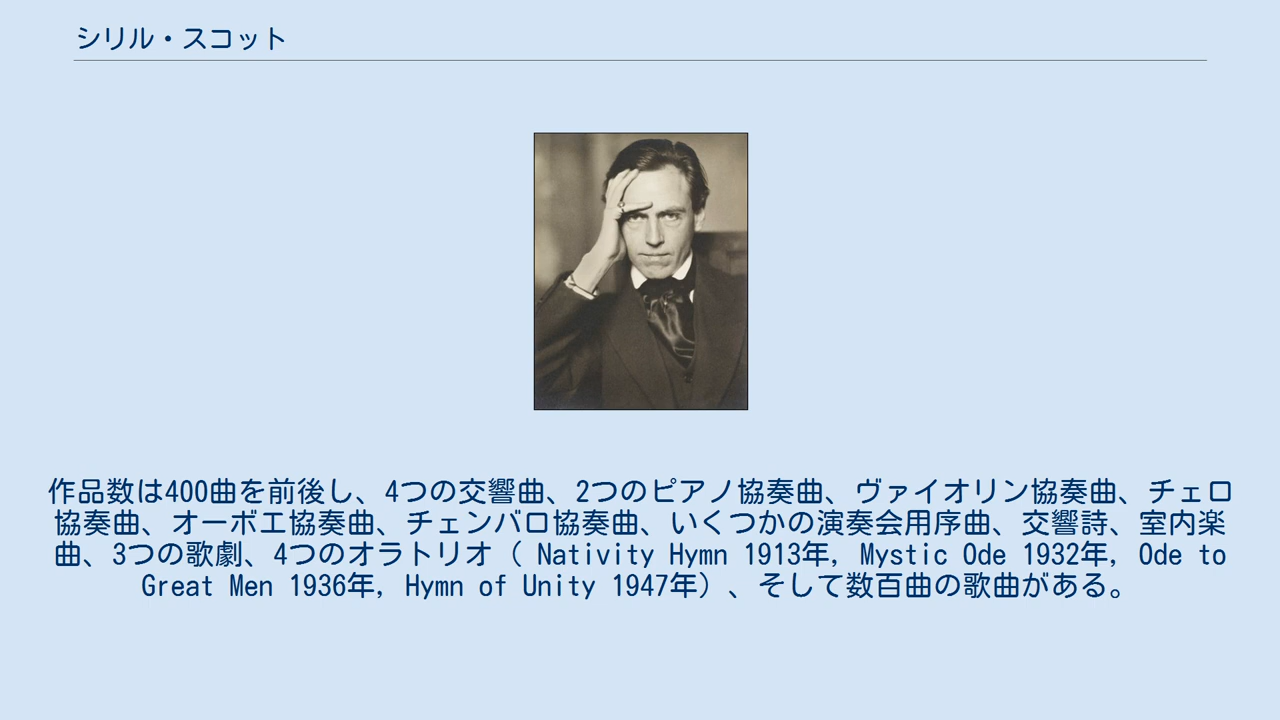 シリル・スコット
作品数は400曲を前後し、4つの交響曲、2つのピアノ協奏曲、ヴァイオリン協奏曲、チェロ
協奏曲、オーボエ協奏曲、チェンバロ協奏曲、いくつかの演奏会用序曲、交響詩、室内楽
曲、3つの歌劇、4つのオラトリオ（ Nativity Hymn 1913年, Mystic Ode 1932年, Ode to
Great Men 1936年, Hymn of Unity 1947年）、そして数百曲の歌曲がある。